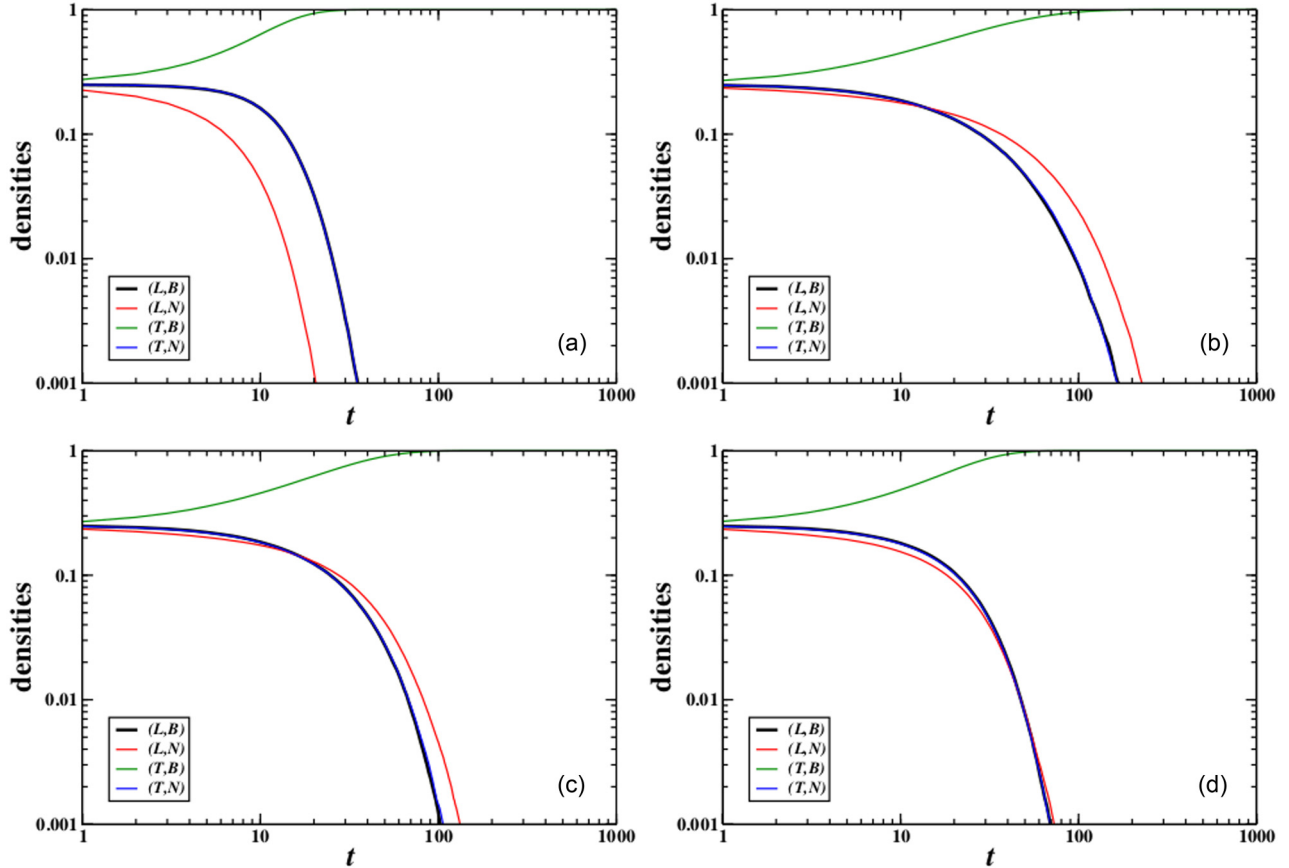 1
0.1
0.01
0.001
densities
(L,B)
(L,N)
(T,B)
(T,N)
(a)
1 10 100 1000
t
1
0.1
0.01
0.001
densities
(L,B)
(L,N)
(T,B)
(T,N)
(b)
1 10 100 1000
t
1
0.1
0.01
0.001
densities
(L,B)
(L,N)
(T,B)
(T,N)
(c)
1 10 100 1000
t
1
0.1
0.01
0.001
densities
(L,B)
(L,N)
(T,B)
(T,N)
(d)
1 10 100 1000
t